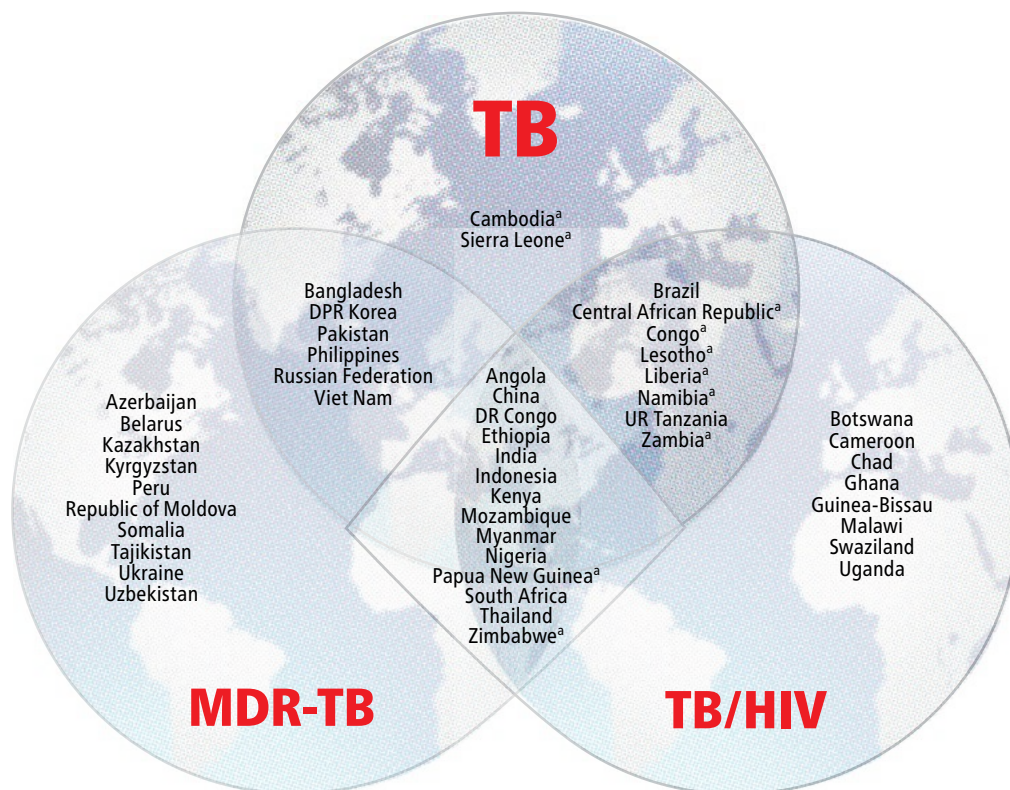 TB
Cambodiaᵃ
Sierra Leoneᵃ
Bangladesh
DPR Korea
Pakistan
Philippines
Russian Federation
Viet Nam
Brazil
Central African Republicᵃ
Congoᵃ
Lesothoᵃ
Liberiaᵃ
Namibiaᵃ
UR Tanzania
Zambiaᵃ
Azerbaijan
Belarus
Kazakhstan
Kyrgyzstan
Peru
Republic of Moldova
Somalia
Tajikistan
Ukraine
Uzbekistan
Angola
China
DR Congo
Ethiopia
India
Indonesia
Kenya
Mozambique
Myanmar
Nigeria
Papua New Guineaᵃ
South Africa
Thailand
Zimbabweᵃ
Botswana
Cameroon
Chad
Ghana
Guinea-Bissau
Malawi
Swaziland
Uganda
MDR-TB
TB/HIV